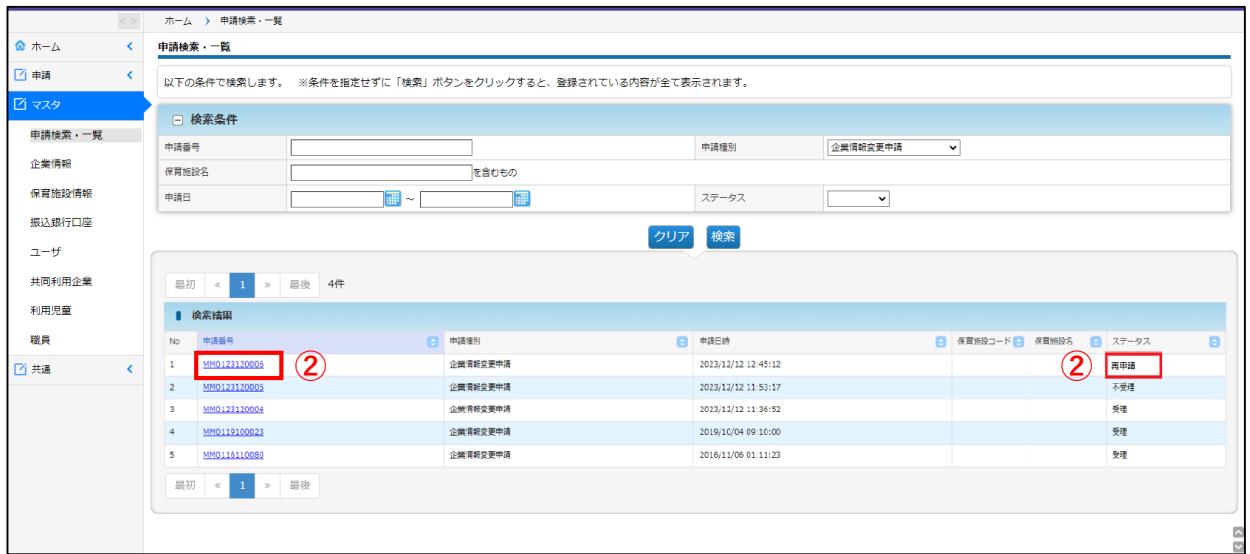 < >
ホーム 〉 申請検索・一覧
ホーム
申請
マスタ
申請検索・一覧
企業情報
保育施設情報
振込銀行口座
ユーザ
共同利用企業
利用児童
職員
共通
申請検索・一覧
以下の条件で検索します。 ※条件を指定せずに「検索」ボタンをクリックすると、登録されている内容が全て表示されます。
検索条件
申請番号 申請種別 企業情報変更申請
保育施設名 を含むもの
申請日 ～ ステータス
クリア 検索
最初 « 1 » 最後 4件
検索結果
No 申請番号 申請種別 申請日時 保育施設コード 保育施設名 ステータス
1 MM0123120006 ② 企業情報変更申請 2023/12/12 12:45:12 ② 再申請
2 MM0123120005 企業情報変更申請 2023/12/12 11:53:17 不受理
3 MM0123120004 企業情報変更申請 2023/12/12 11:36:52 受理
4 MM0119100023 企業情報変更申請 2019/10/04 09:10:00 受理
5 MM0116110080 企業情報変更申請 2016/11/06 01:11:23 受理
最初 « 1 » 最後